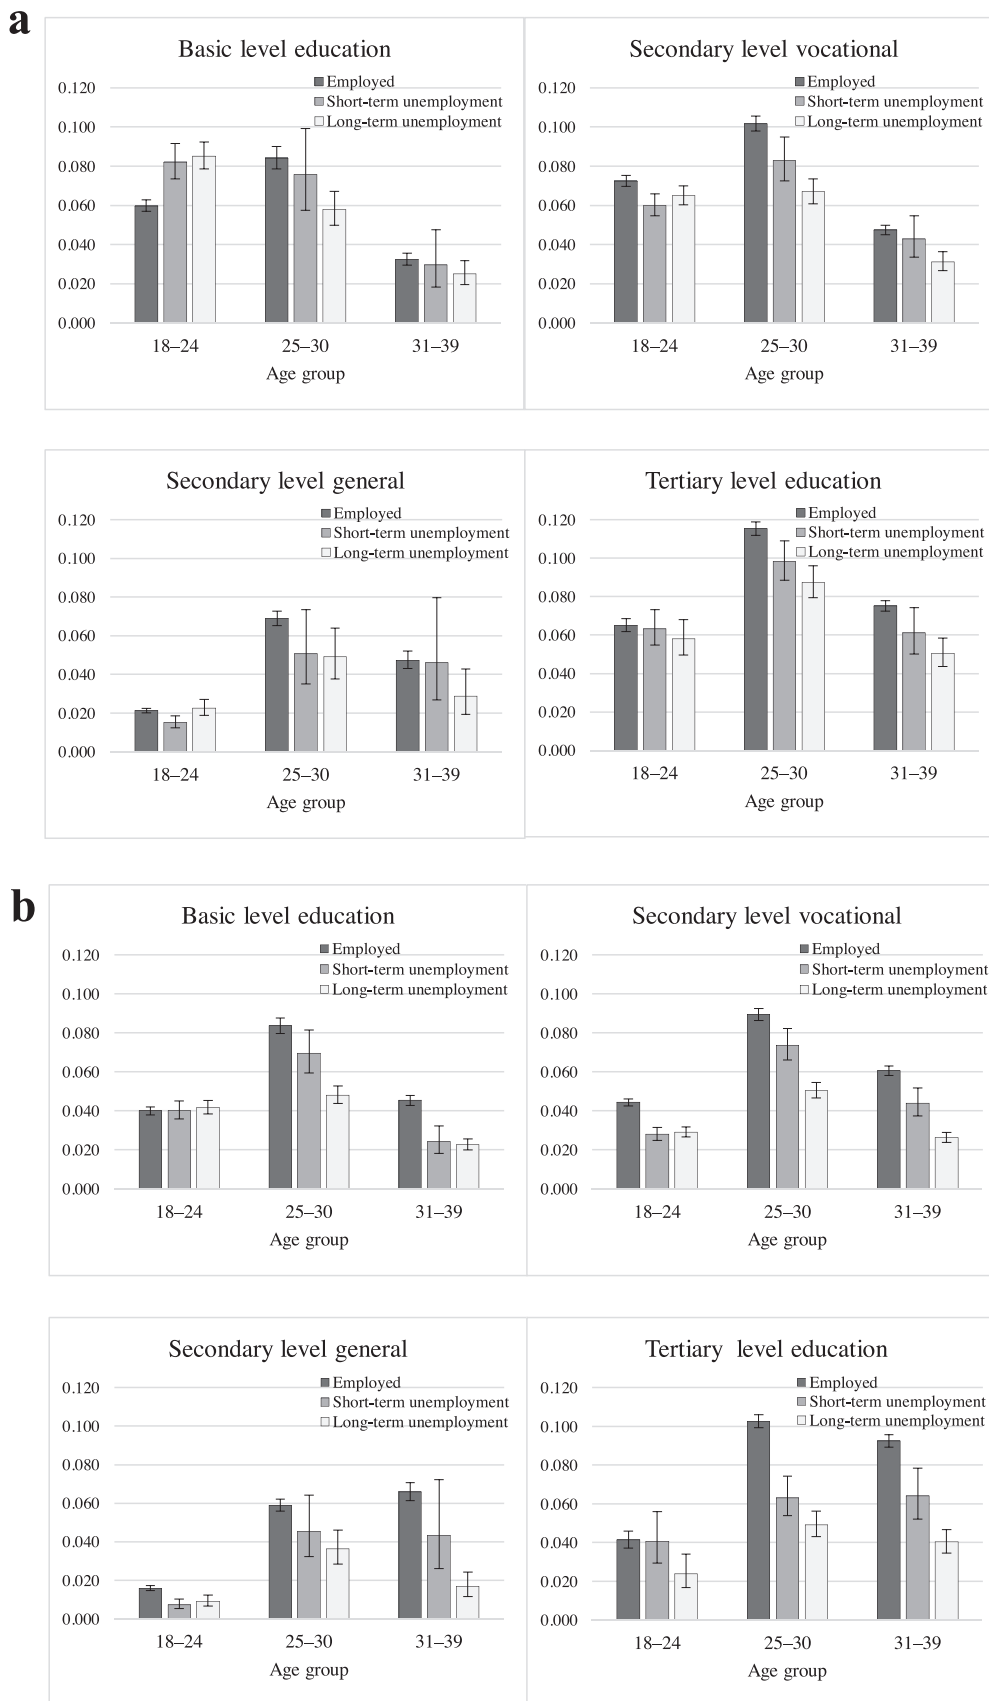 a
Basic level education
Employed
Short-term unemployment
Long-term unemployment
0.120
0.100
0.080
0.060
0.040
0.020
0.000
18–24 25–30 31–39
Age group
Secondary level vocational
Employed
Short-term unemployment
Long-term unemployment
0.120
0.100
0.080
0.060
0.040
0.020
0.000
18–24 25–30 31–39
Age group
Secondary level general
Employed
Short-term unemployment
Long-term unemployment
0.120
0.100
0.080
0.060
0.040
0.020
0.000
18–24 25–30 31–39
Age group
Tertiary level education
Employed
Short-term unemployment
Long-term unemployment
0.120
0.100
0.080
0.060
0.040
0.020
0.000
18–24 25–30 31–39
Age group
b
Basic level education
Employed
Short-term unemployment
Long-term unemployment
0.120
0.100
0.080
0.060
0.040
0.020
0.000
18–24 25–30 31–39
Age group
Secondary level vocational
Employed
Short-term unemployment
Long-term unemployment
0.120
0.100
0.080
0.060
0.040
0.020
0.000
18–24 25–30 31–39
Age group
Secondary level general
Employed
Short-term unemployment
Long-term unemployment
0.120
0.100
0.080
0.060
0.040
0.020
0.000
18–24 25–30 31–39
Age group
Tertiary level education
Employed
Short-term unemployment
Long-term unemployment
0.120
0.100
0.080
0.060
0.040
0.020
0.000
18–24 25–30 31–39
Age group